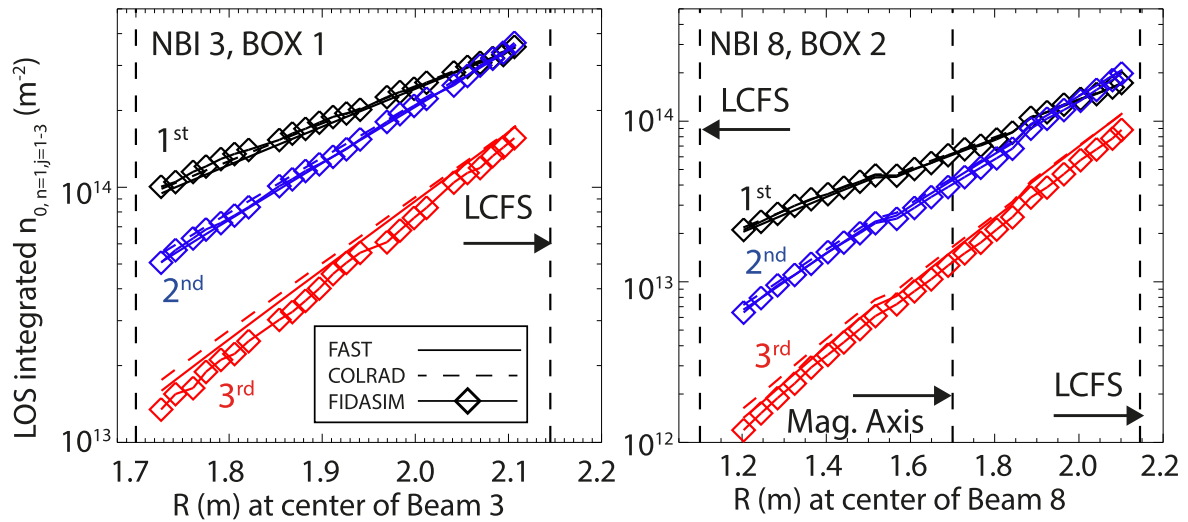 LOS integrated n0, n=1,j=1-3 (m-2)
NBI 3, BOX 1
1st
2nd
3rd
LCFS
FAST
COLRAD
FIDASIM
10^14
10^13
1.7 1.8 1.9 2.0 2.1 2.2
R (m) at center of Beam 3
NBI 8, BOX 2
LCFS
1st
2nd
3rd
LCFS
Mag. Axis
10^14
10^13
10^12
1.2 1.4 1.6 1.8 2.0 2.2
R (m) at center of Beam 8